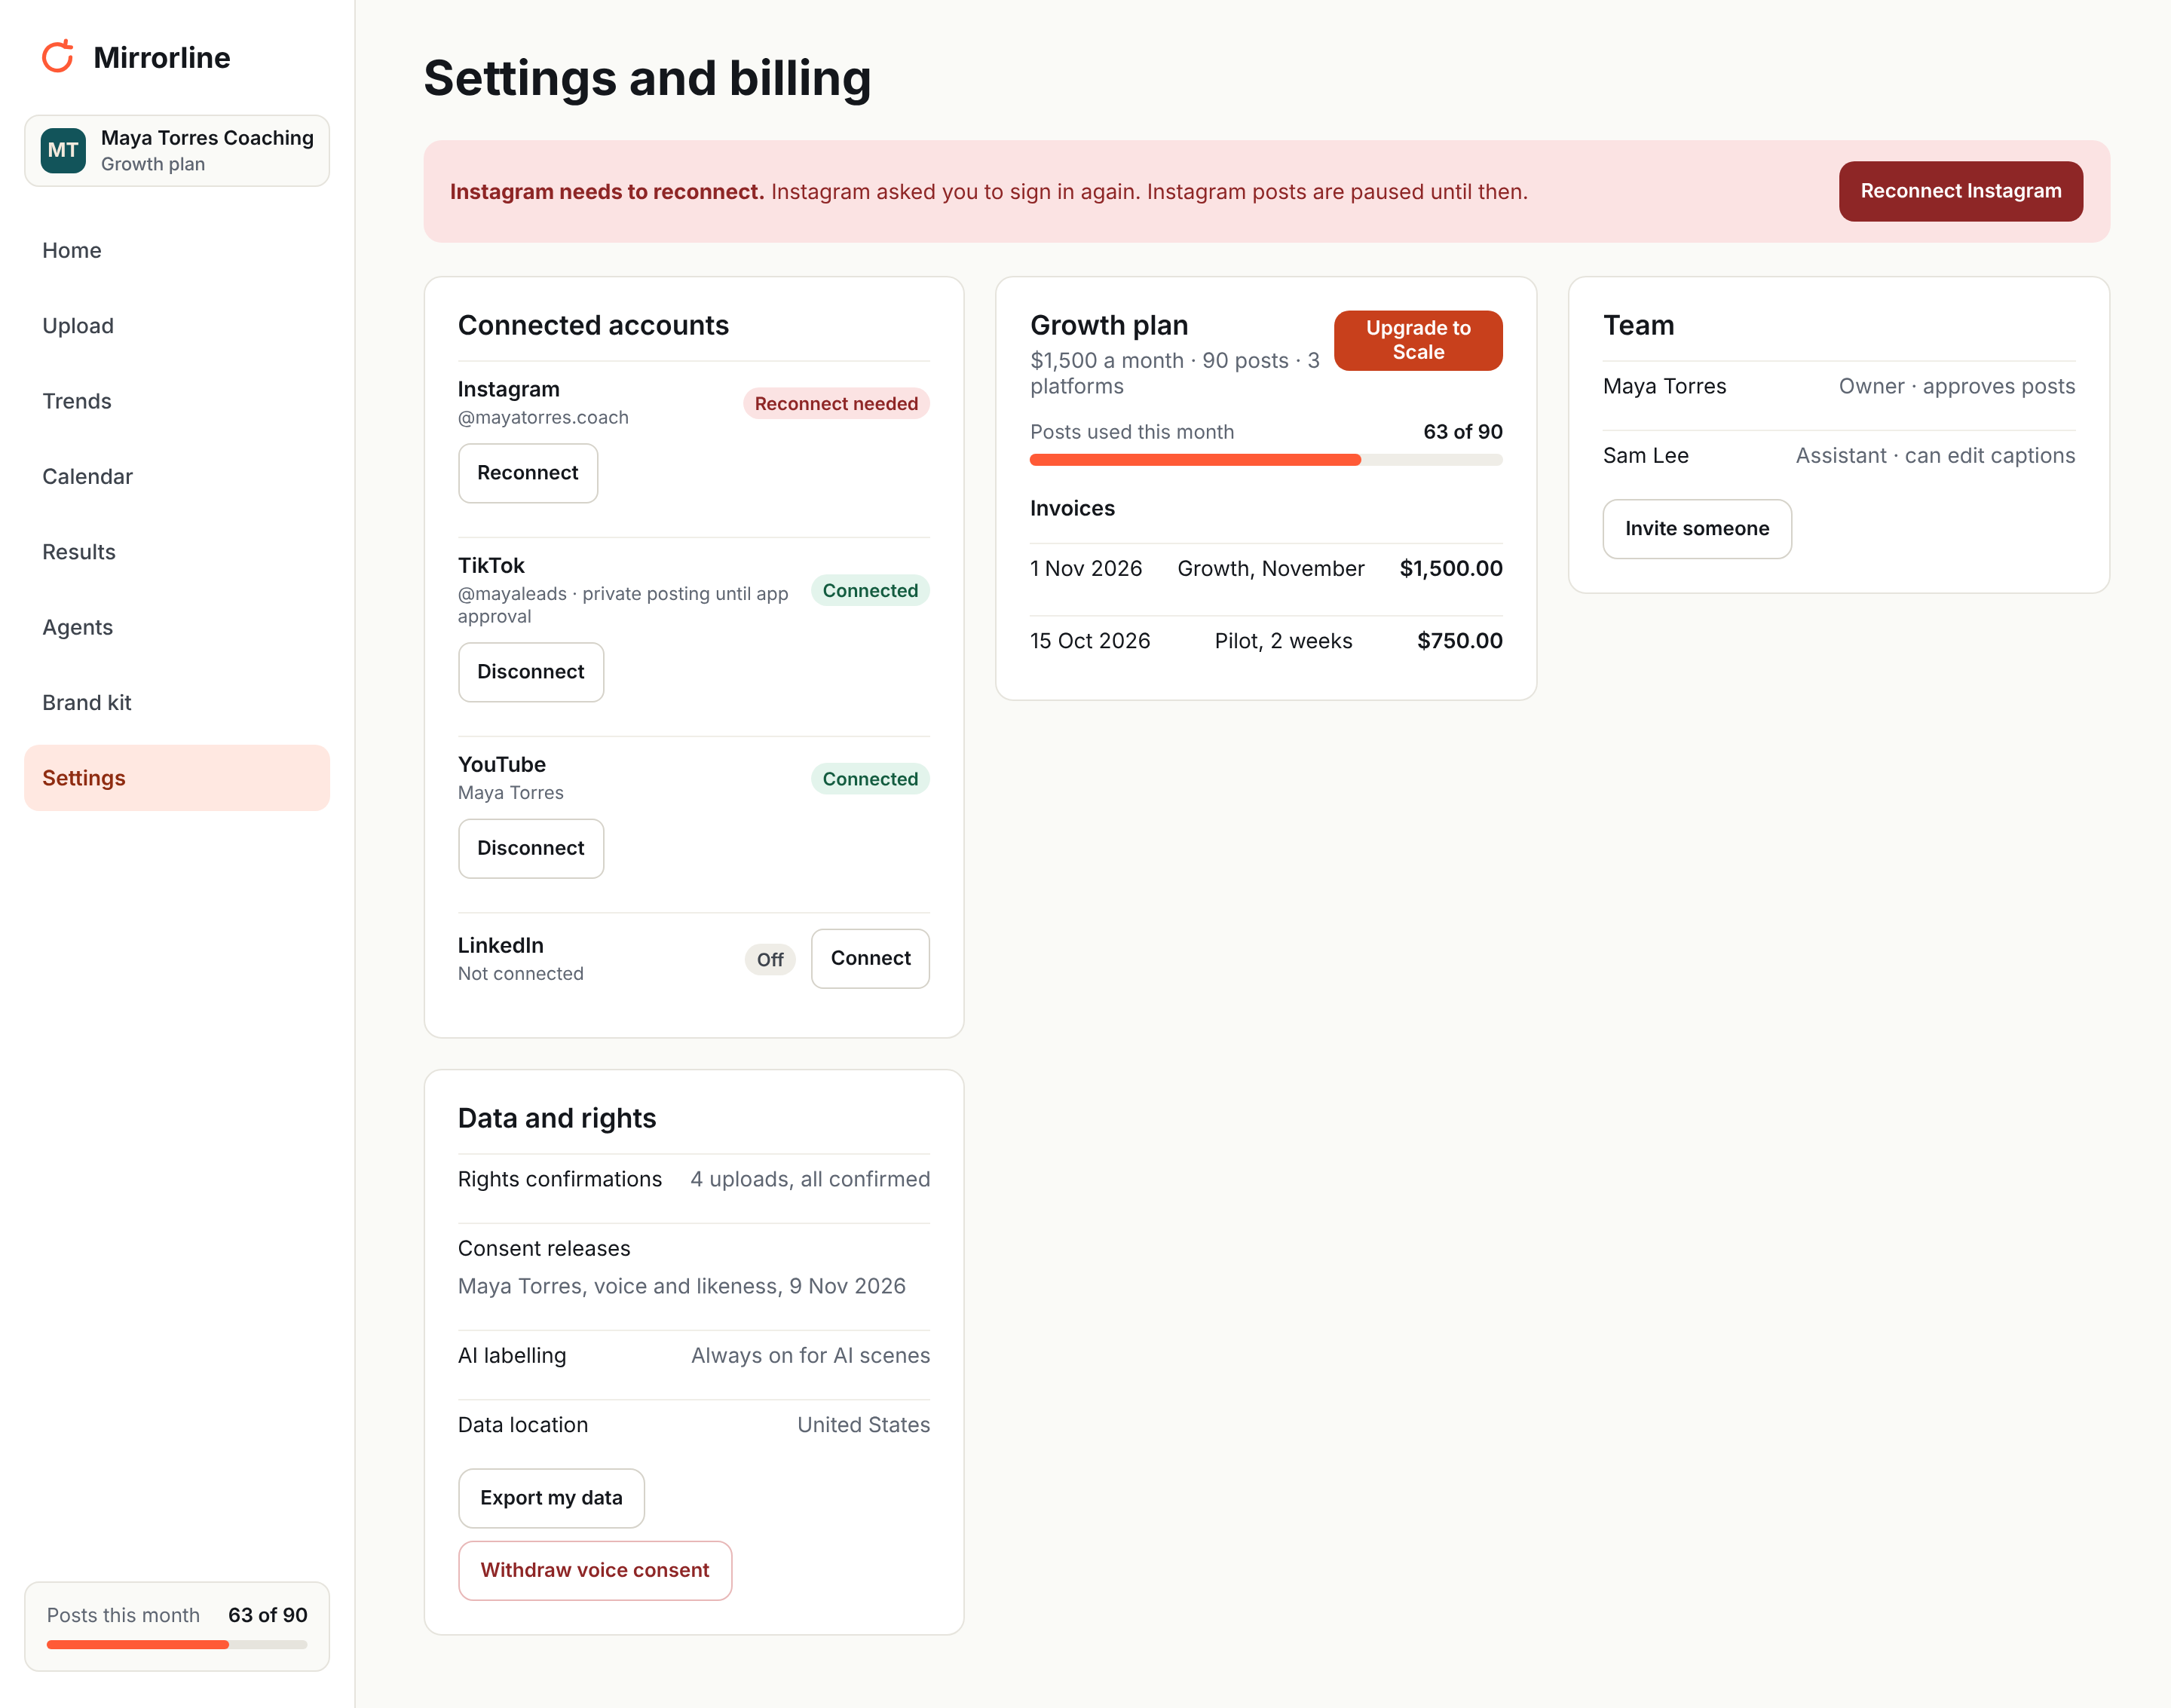 Mirrorline
MT
Maya Torres Coaching
Growth plan
Home
Upload
Trends
Calendar
Results
Agents
Brand kit
Settings
Posts this month 63 of 90
Settings and billing
Instagram needs to reconnect. Instagram asked you to sign in again. Instagram posts are paused until then.
Reconnect Instagram
Connected accounts
Instagram
@mayatorres.coach
Reconnect needed
Reconnect
TikTok
@mayaleads · private posting until app
approval
Connected
Disconnect
YouTube
Maya Torres
Connected
Disconnect
LinkedIn
Not connected
Off
Connect
Data and rights
Rights confirmations 4 uploads, all confirmed
Consent releases
Maya Torres, voice and likeness, 9 Nov 2026
AI labelling Always on for AI scenes
Data location United States
Export my data
Withdraw voice consent
Growth plan
$1,500 a month · 90 posts · 3
platforms
Upgrade to
Scale
Posts used this month 63 of 90
Invoices
1 Nov 2026 Growth, November $1,500.00
15 Oct 2026 Pilot, 2 weeks $750.00
Team
Maya Torres Owner · approves posts
Sam Lee Assistant · can edit captions
Invite someone